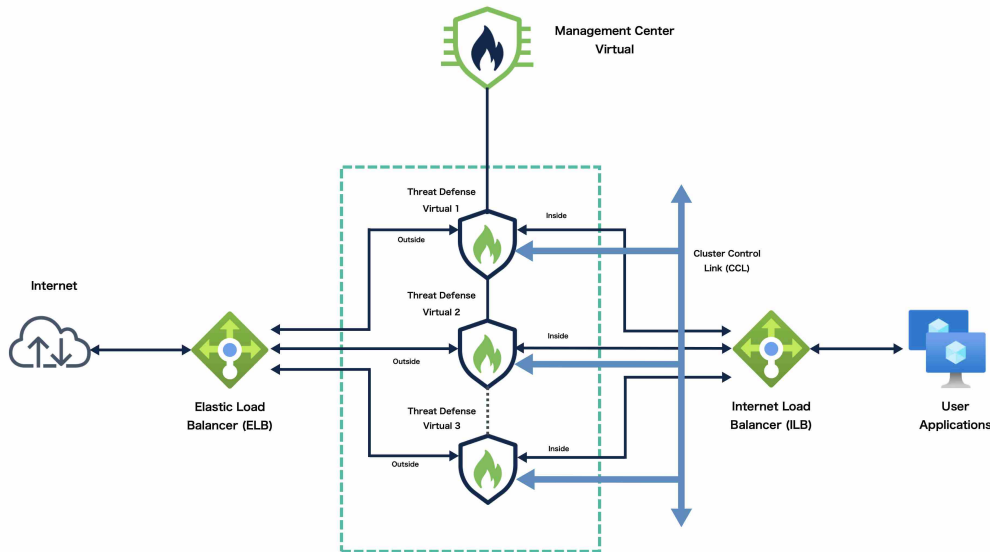 Management Center
Virtual
Threat Defense
Virtual 1
Inside
Outside
Cluster Control
Link (CCL)
Internet
Threat Defense
Virtual 2
Inside
Outside
Elastic Load
Balancer (ELB)
Threat Defense
Virtual 3
Inside
Outside
Internet Load
Balancer (ILB)
User
Applications